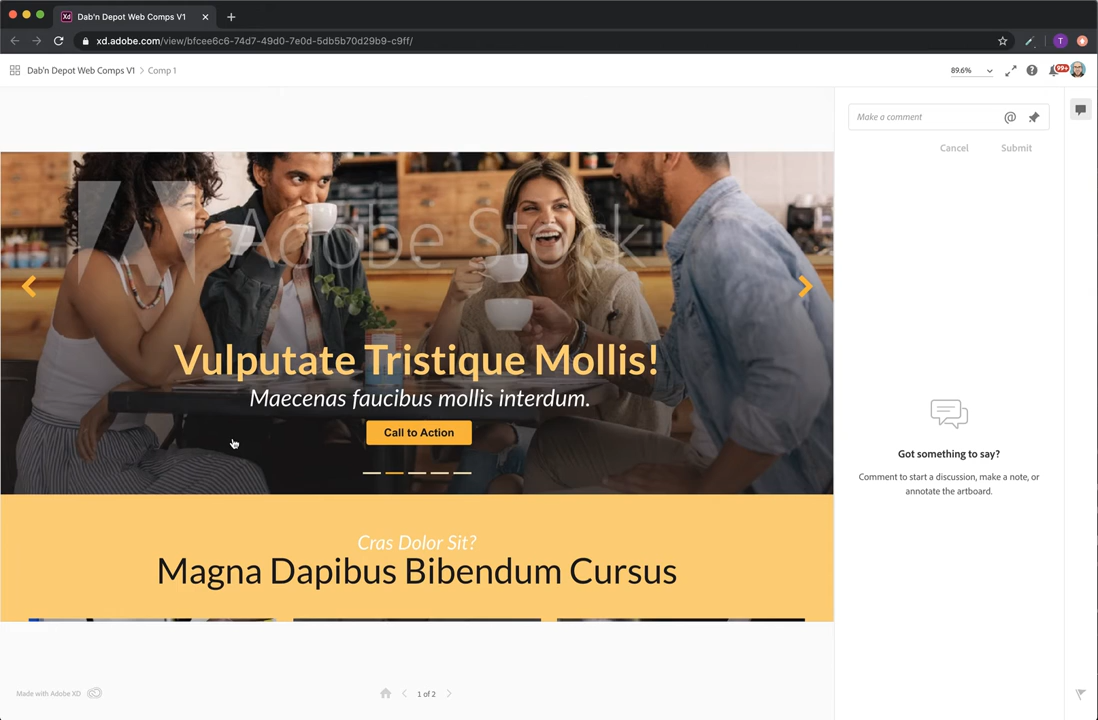 Dab'n Depot Web Comps V1
xd.adobe.com/view/bfcee6c6-74d7-49d0-7e0d-5db5b70d29b9-c9ff/
T
Dab'n Depot Web Comps V1 > Comp 1
89.6%
99+
Make a comment
Cancel Submit
Adobe Stock
Vulputate Tristique Mollis!
Maecenas faucibus mollis interdum.
Call to Action
Cras Dolor Sit?
Magna Dapibus Bibendum Cursus
Got something to say?
Comment to start a discussion, make a note, or
annotate the artboard.
Made with Adobe XD
1 of 2